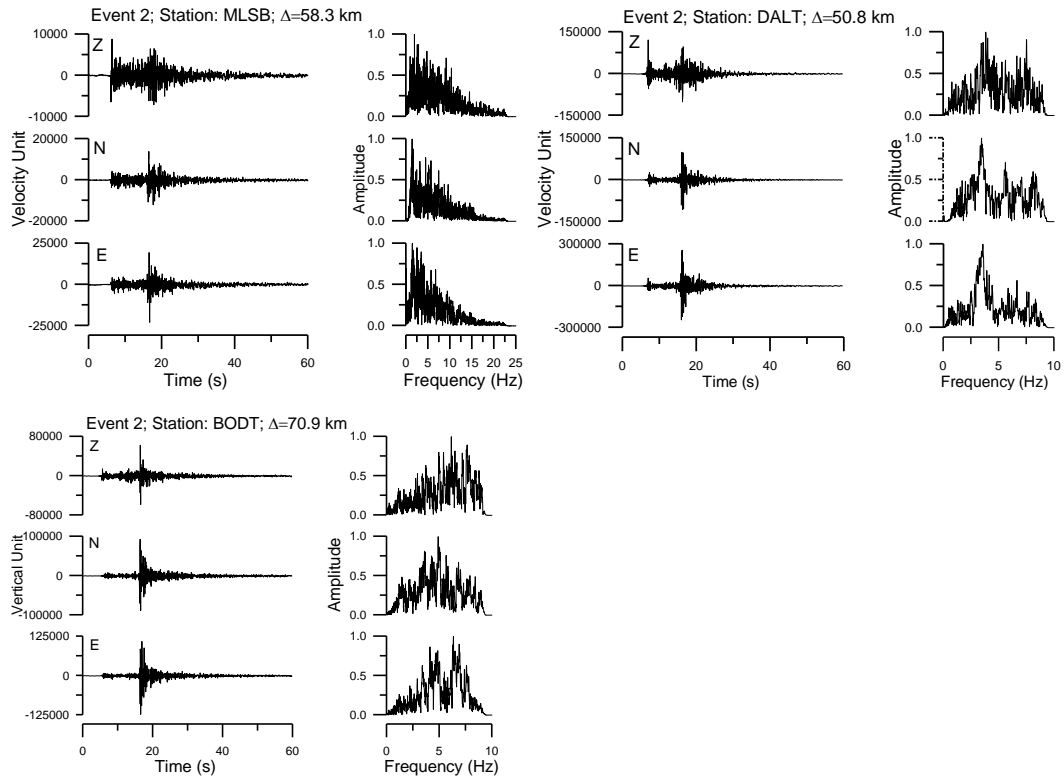 Event 2; Station: MLSB; Δ=58.3 km
Z
10000
0
-10000
1.0
0.5
0.0
Velocity Unit
N
20000
0
-20000
Amplitude
1.0
0.5
0.0
E
25000
0
-25000
1.0
0.5
0.0
0 20 40 60
Time (s)
0 5 10 15 20 25
Frequency (Hz)
Event 2; Station: DALT; Δ=50.8 km
Z
150000
0
-150000
1.0
0.5
0.0
Velocity Unit
N
150000
0
-150000
Amplitude
1.0
0.5
0.0
E
300000
0
-300000
1.0
0.5
0.0
0 20 40 60
Time (s)
0 5 10
Frequency (Hz)
Event 2; Station: BODT; Δ=70.9 km
Z
80000
0
-80000
1.0
0.5
0.0
Vertical Unit
N
100000
0
-100000
Amplitude
1.0
0.5
0.0
E
125000
0
-125000
1.0
0.5
0.0
0 20 40 60
Time (s)
0 5 10
Frequency (Hz)